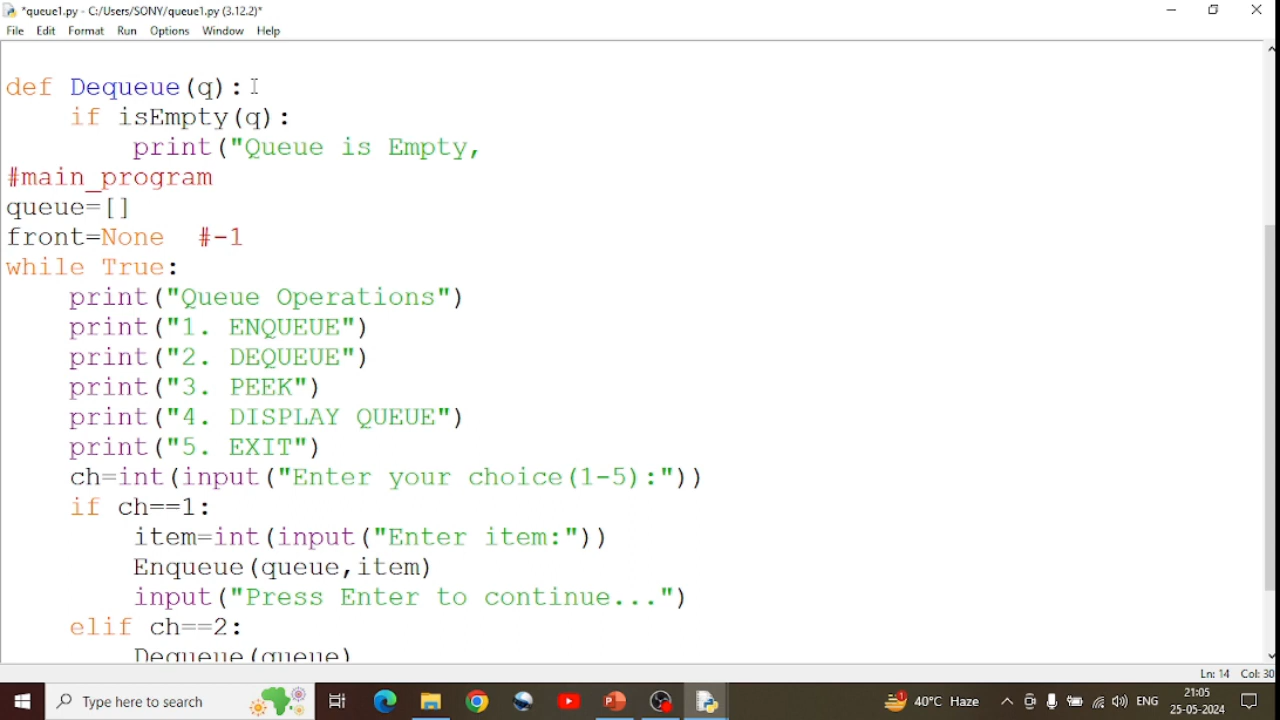 *queue1.py - C:/Users/SONY/queue1.py (3.12.2)*
File Edit Format Run Options Window Help
def Dequeue(q):
    if isEmpty(q):
        print("Queue is Empty,
#main_program
queue=[]
front=None  #-1
while True:
    print("Queue Operations")
    print("1. ENQUEUE")
    print("2. DEQUEUE")
    print("3. PEEK")
    print("4. DISPLAY QUEUE")
    print("5. EXIT")
    ch=int(input("Enter your choice(1-5):"))
    if ch==1:
        item=int(input("Enter item:"))
        Enqueue(queue,item)
        input("Press Enter to continue...")
    elif ch==2:
        Dequeue(queue)
Ln: 14 Col: 30
Type here to search
1
40°C Haze
ENG
21:05
25-05-2024